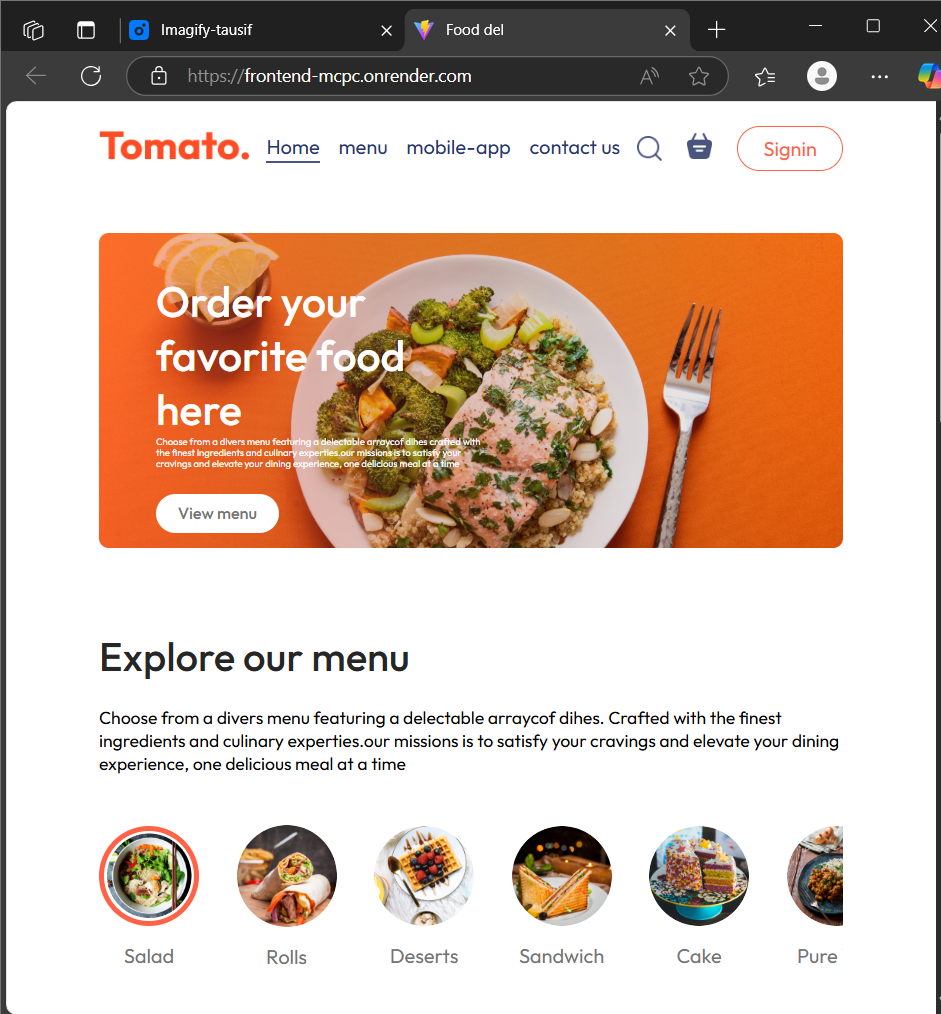 Imagify-tausif
Food del
https://frontend-mcpc.onrender.com
Tomato.
Home menu mobile-app contact us
Signin
Order your
favorite food
here
Choose from a divers menu featuring a delectable arraycof dihes crafted with
the finest ingredients and culinary experties.our missions is to satisfy your
cravings and elevate your dining experience, one delicious meal at a time
View menu
Explore our menu
Choose from a divers menu featuring a delectable arraycof dihes. Crafted with the finest
ingredients and culinary experties.our missions is to satisfy your cravings and elevate your dining
experience, one delicious meal at a time
Salad Rolls Deserts Sandwich Cake Pure